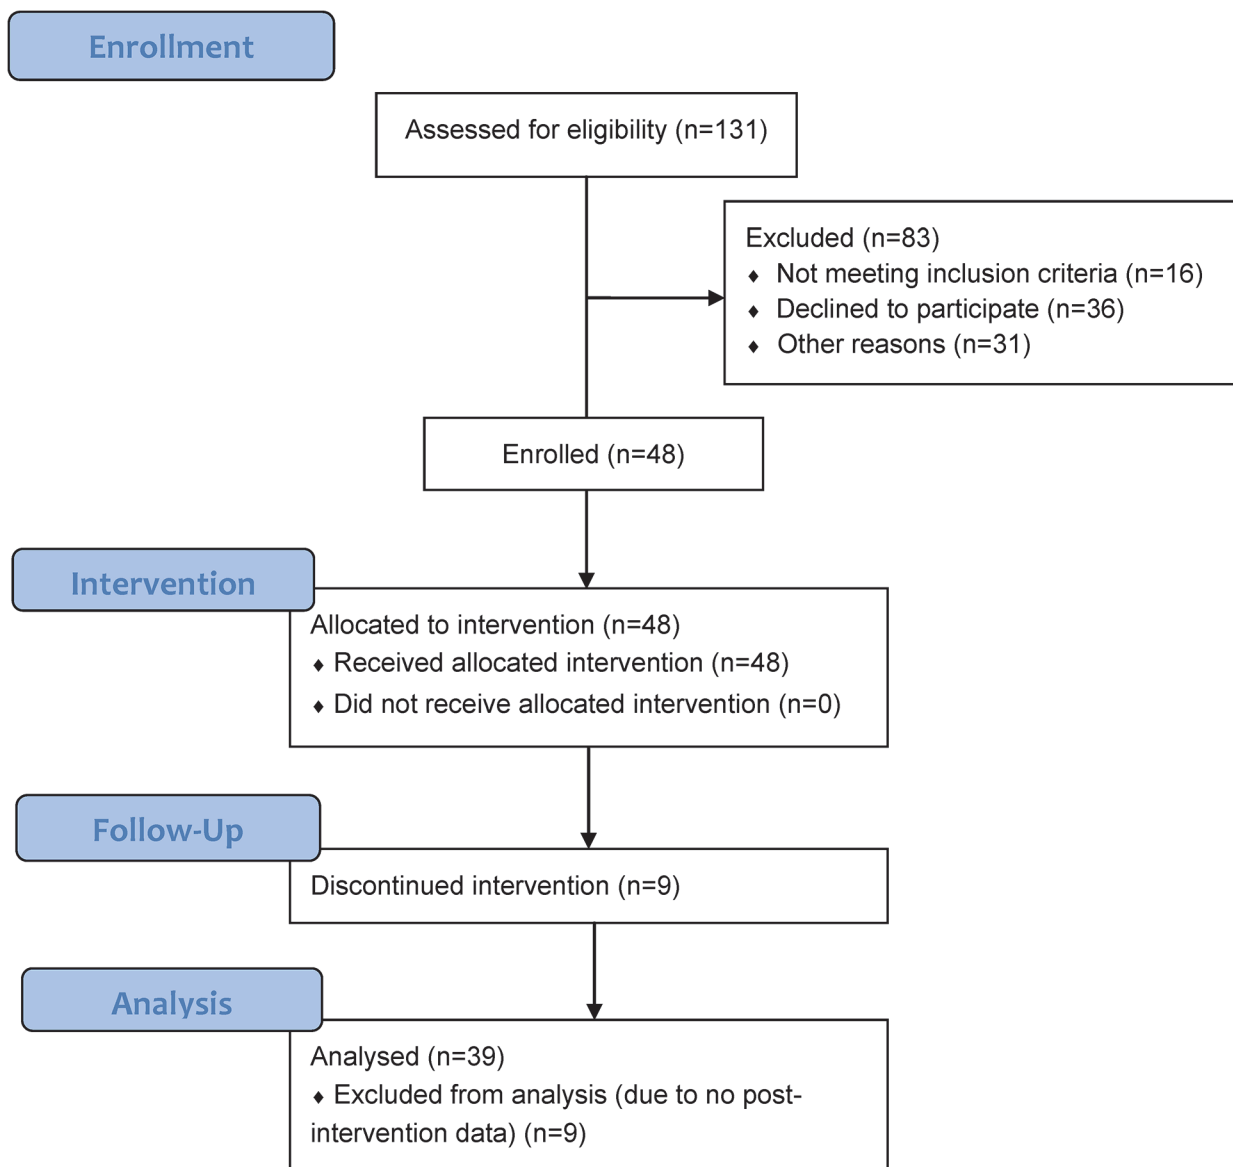 Enrollment
Assessed for eligibility (n=131)
Excluded (n=83)
♦ Not meeting inclusion criteria (n=16)
♦ Declined to participate (n=36)
♦ Other reasons (n=31)
Enrolled (n=48)
Intervention
Allocated to intervention (n=48)
♦ Received allocated intervention (n=48)
♦ Did not receive allocated intervention (n=0)
Follow-Up
Discontinued intervention (n=9)
Analysis
Analysed (n=39)
♦ Excluded from analysis (due to no post-
intervention data) (n=9)